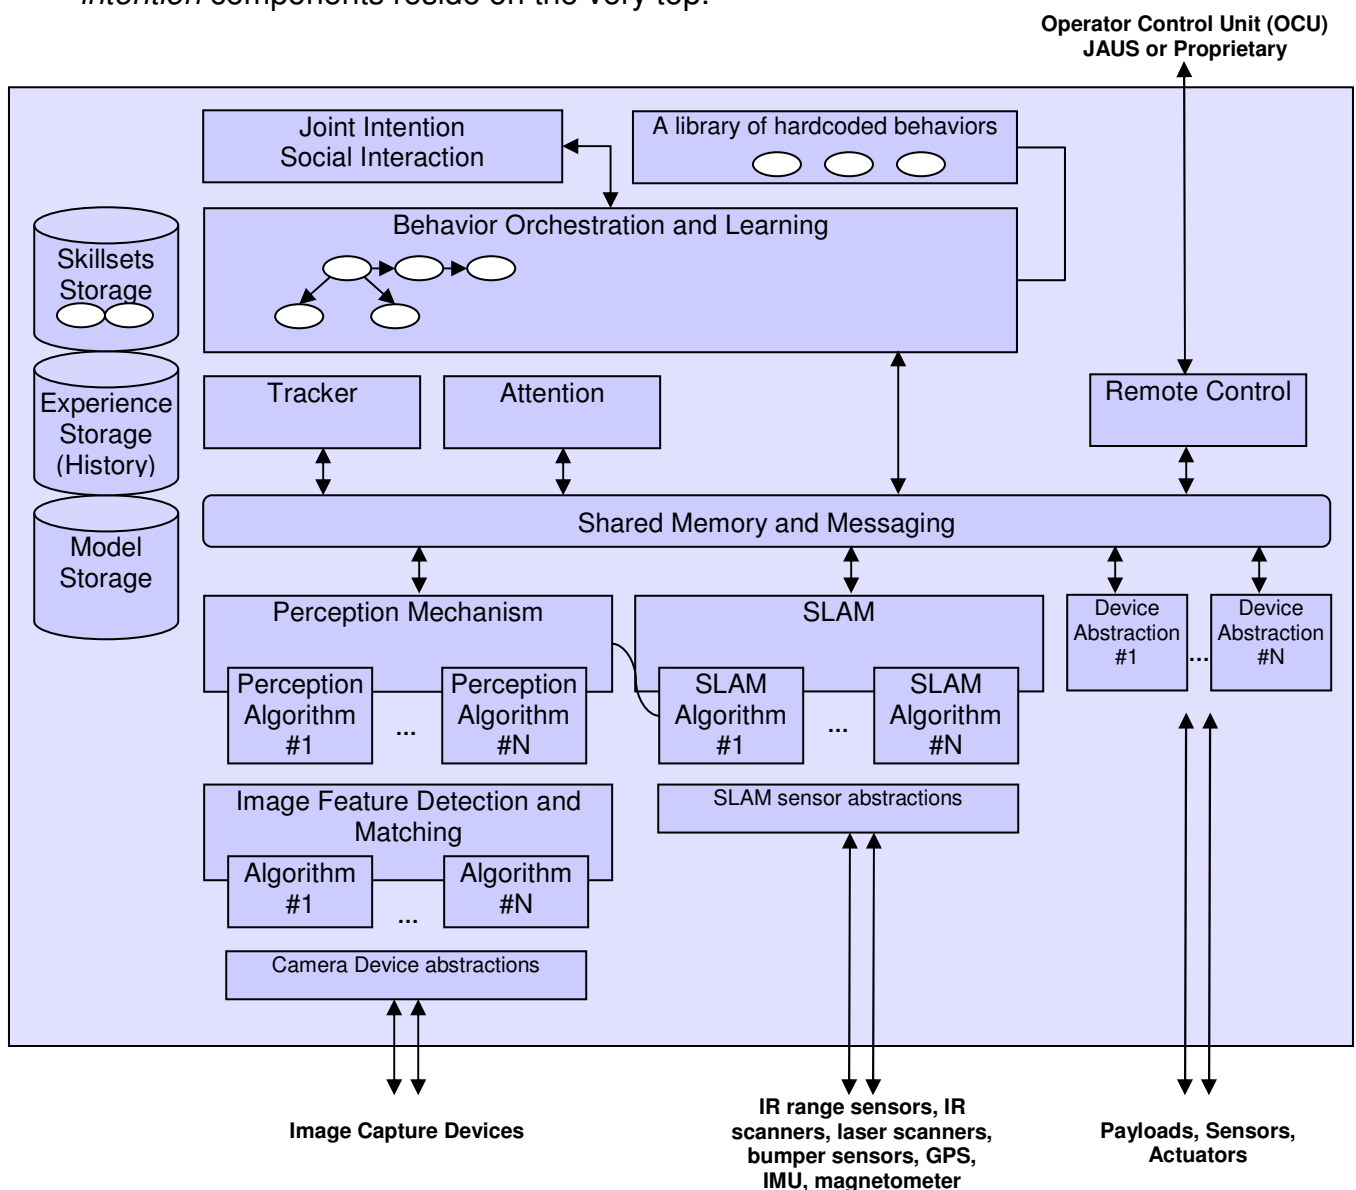 intention components reside on the very top.
Operator Control Unit (OCU)
JAUS or Proprietary
Joint Intention
Social Interaction
A library of hardcoded behaviors
Behavior Orchestration and Learning
Skillsets
Storage
Experience
Storage
(History)
Model
Storage
Tracker
Attention
Remote Control
Shared Memory and Messaging
Perception Mechanism
Perception
Algorithm
#1
...
Perception
Algorithm
#N
SLAM
SLAM
Algorithm
#1
...
SLAM
Algorithm
#N
Device
Abstraction
#1
...
Device
Abstraction
#N
Image Feature Detection and
Matching
Algorithm
#1
...
Algorithm
#N
SLAM sensor abstractions
Camera Device abstractions
Image Capture Devices
IR range sensors, IR
scanners, laser scanners,
bumper sensors, GPS,
IMU, magnetometer
Payloads, Sensors,
Actuators